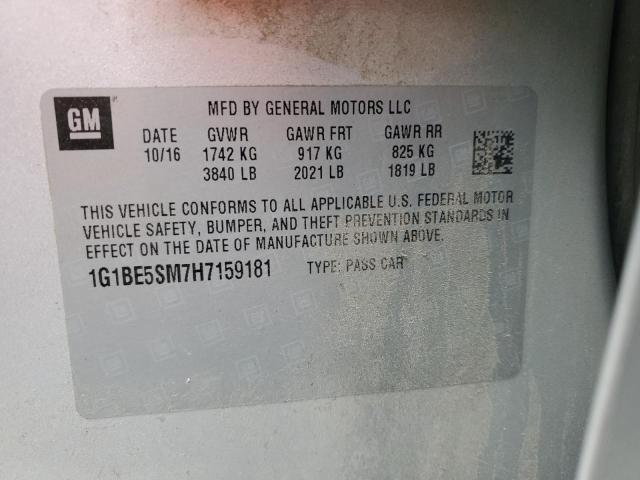 GM
MFD BY GENERAL MOTORS LLC
DATE GVWR GAWR FRT GAWR RR
10/16 1742 KG 917 KG 825 KG
3840 LB 2021 LB 1819 LB
THIS VEHICLE CONFORMS TO ALL APPLICABLE U.S. FEDERAL MOTOR
VEHICLE SAFETY, BUMPER, AND THEFT PREVENTION STANDARDS IN
EFFECT ON THE DATE OF MANUFACTURE SHOWN ABOVE.
1G1BE5SM7H7159181 TYPE: PASS CAR